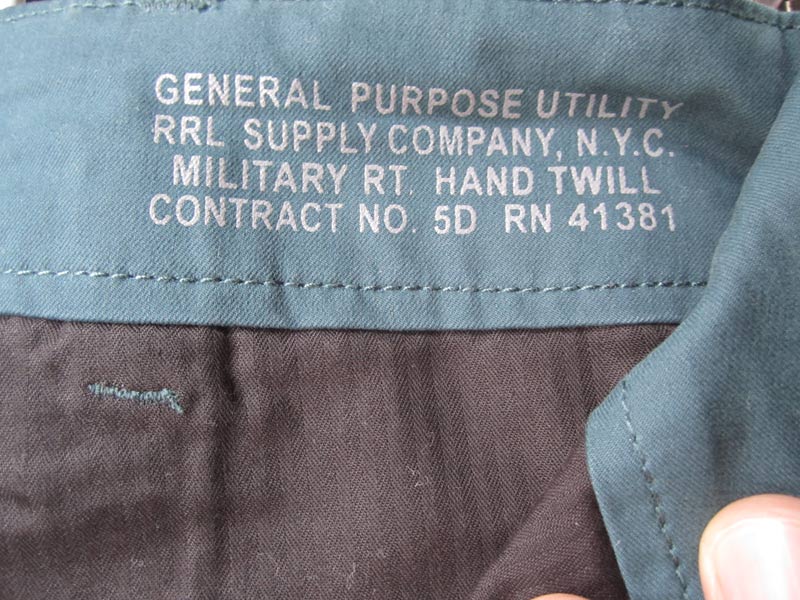 GENERAL PURPOSE UTILITY
RRL SUPPLY COMPANY, N.Y.C.
MILITARY RT. HAND TWILL
CONTRACT NO. 5D RN 41381